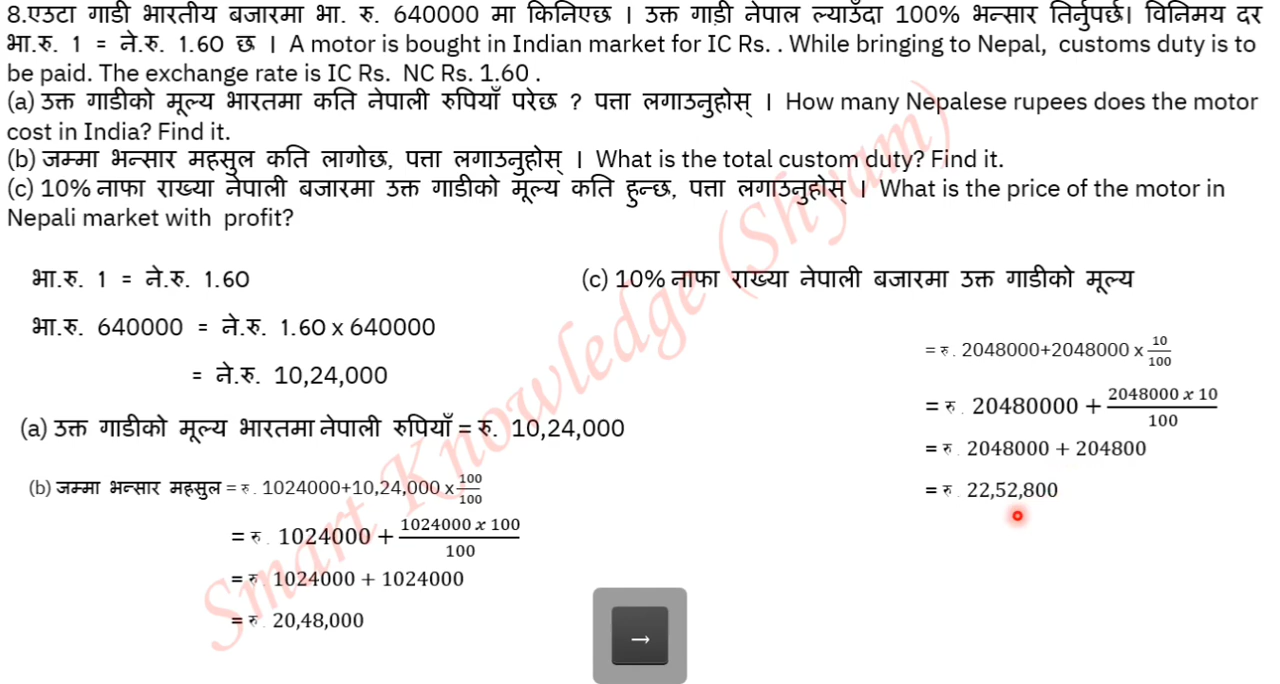 8.एउटा गाडी भारतीय बजारमा भा. रु. 640000 मा किनिएछ । उक्त गाड़ी नेपाल ल्याउँदा 100% भन्सार तिर्नुपर्छ। विनिमय दर
भा.रु. 1 = ने.रु. 1.60 छ । A motor is bought in Indian market for IC Rs. . While bringing to Nepal, customs duty is to
be paid. The exchange rate is IC Rs. NC Rs. 1.60 .
(a) उक्त गाडीको मूल्य भारतमा कति नेपाली रुपियाँ परेछ ? पत्ता लगाउनुहोस् । How many Nepalese rupees does the motor
cost in India? Find it.
(b) जम्मा भन्सार महसुल कति लागोछ, पत्ता लगाउनुहोस् । What is the total custom duty? Find it.
(c) 10% नाफा राख्या नेपाली बजारमा उक्त गाडीको मूल्य कति हुन्छ, पत्ता लगाउनुहोस् । What is the price of the motor in
Nepali market with profit?
भा.रु. 1 = ने.रु. 1.60
भा.रु. 640000 = ने.रु. 1.60 x 640000
= ने.रु. 10,24,000
(a) उक्त गाडीको मूल्य भारतमा नेपाली रुपियाँ = रु. 10,24,000
(b) जम्मा भन्सार महसुल = रु. 1024000+10,24,000 x 100/100
= रु. 1024000 + 1024000 x 100/100
= रु. 1024000 + 1024000
= रु. 20,48,000
(c) 10% नाफा राख्या नेपाली बजारमा उक्त गाडीको मूल्य
= रु. 2048000+2048000 x 10/100
= रु. 20480000 + 2048000 x 10/100
= रु. 2048000 + 204800
= रु. 22,52,800
Smart Knowledge (Shyam)
→